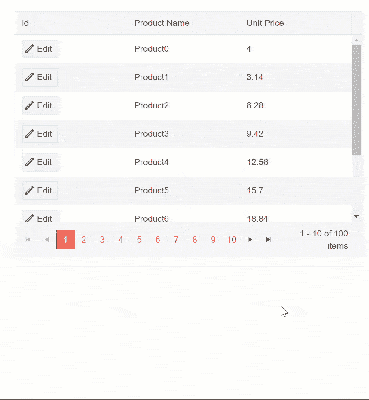 Id Product Name Unit Price
Edit Product0 4
Edit Product1 3.14
Edit Product2 6.28
Edit Product3 9.42
Edit Product4 12.56
Edit Product5 15.7
Edit Product6 18.84
1 2 3 4 5 6 7 8 9 10 1 - 10 of 100
items